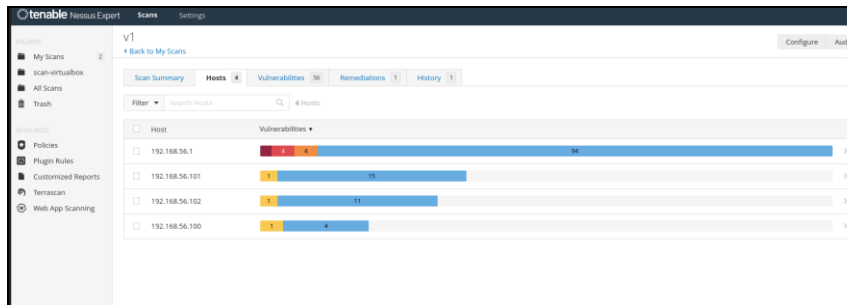 tenable Nessus Expert Scans Settings
FOLDERS
My Scans 2
scan-virtualbox
All Scans
Trash
RESOURCES
Policies
Plugin Rules
Customized Reports
Terrascan
Web App Scanning
v1
Back to My Scans
Configure Aud
Scan Summary Hosts 4 Vulnerabilities 56 Remediations 1 History 1
Filter Search Hosts 4 Hosts
Host Vulnerabilities
192.168.56.1 4 4 94
192.168.56.101 1 15
192.168.56.102 1 11
192.168.56.100 1 4